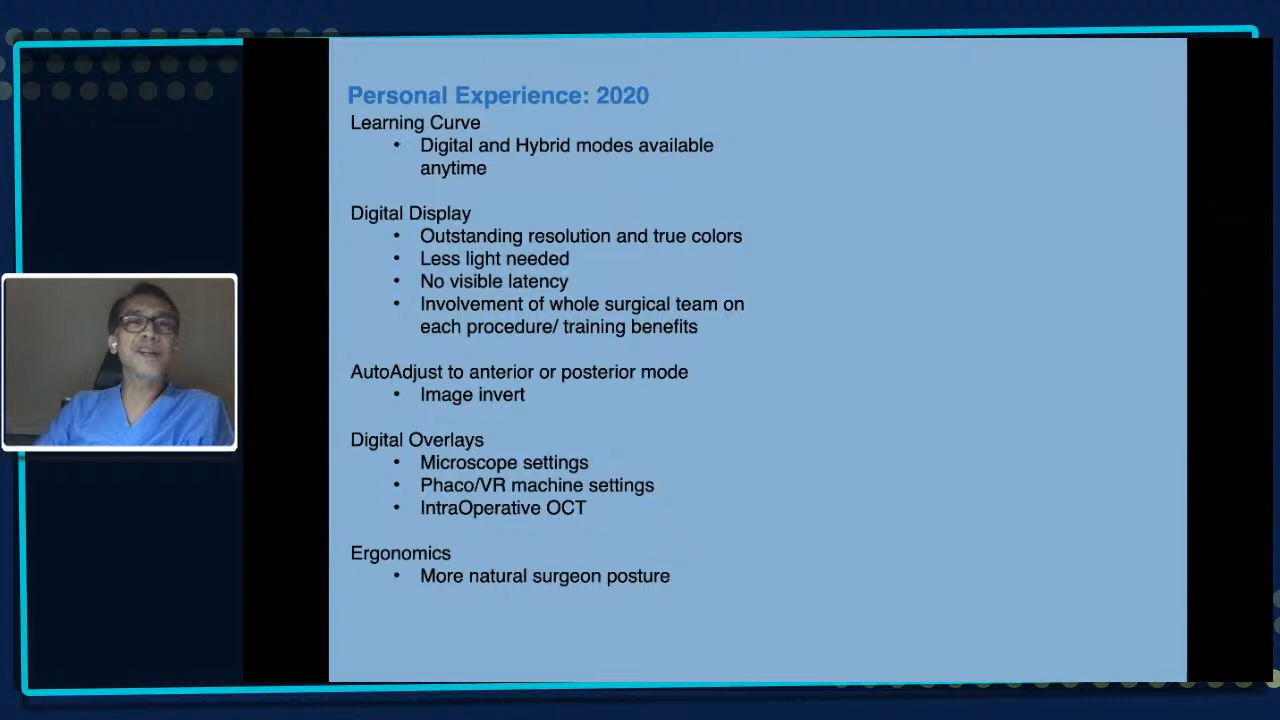 Personal Experience: 2020
Learning Curve
• Digital and Hybrid modes available
anytime
Digital Display
• Outstanding resolution and true colors
• Less light needed
• No visible latency
• Involvement of whole surgical team on
each procedure/ training benefits
AutoAdjust to anterior or posterior mode
• Image invert
Digital Overlays
• Microscope settings
• Phaco/VR machine settings
• IntraOperative OCT
Ergonomics
• More natural surgeon posture